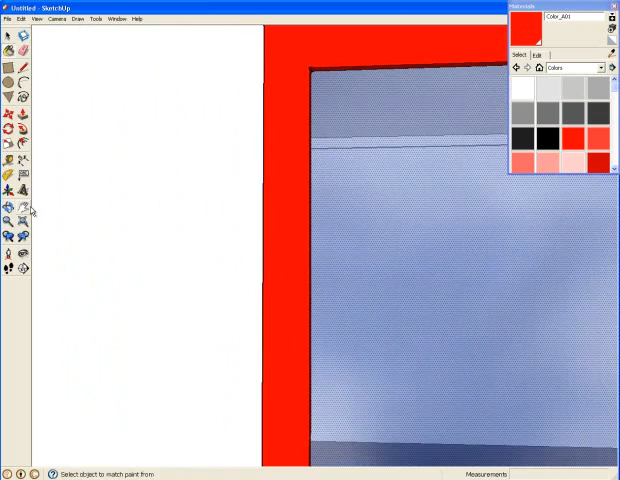 Untitled - SketchUp
File Edit View Camera Draw Tools Window Help
Materials
Color_A01
Select Edit
Colors
Select object to match paint from
Measurements